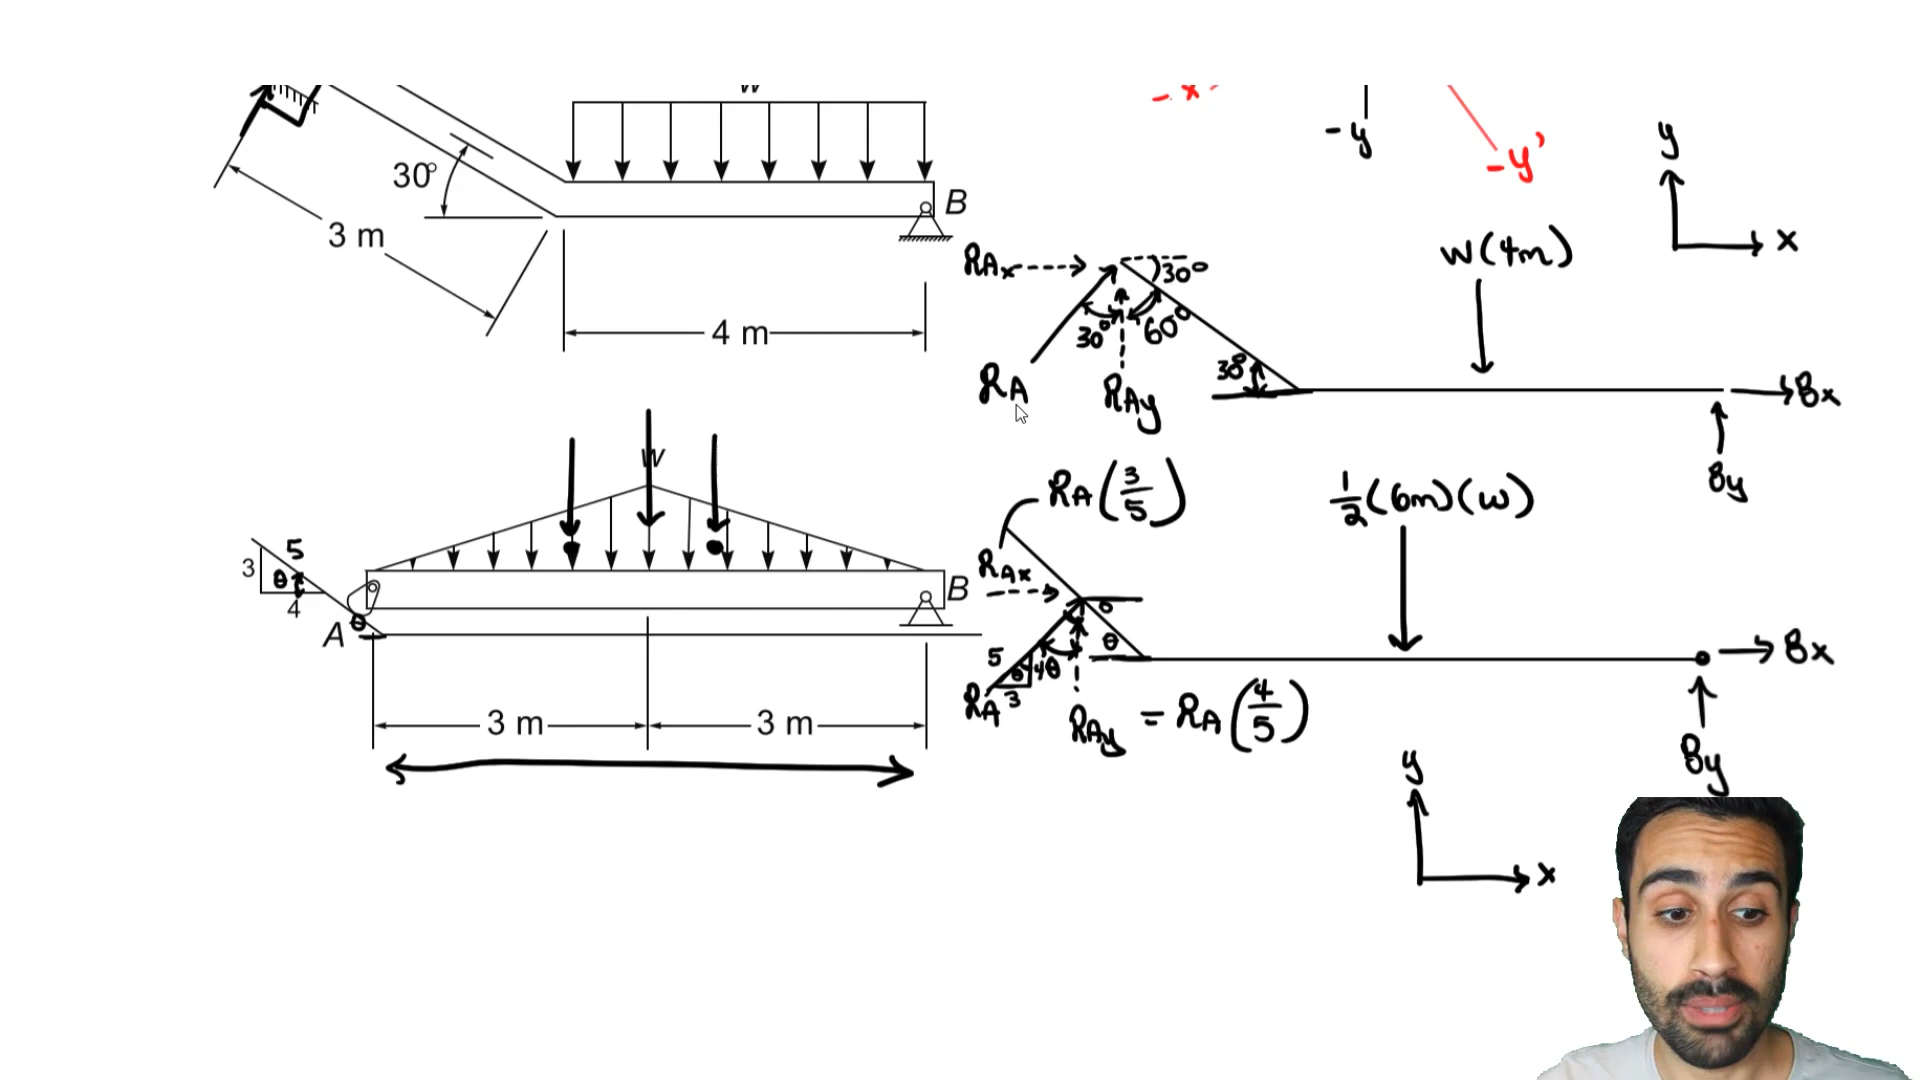 w
30°
3 m
4 m
B
-x
-y
-y'
y
x
RAx
30°
30°
60°
30°
RA
RAy
W(4m)
Bx
By
W
3
5
θ
4
A
θ
B
3 m
3 m
RA(3/5)
RAx
θ
θ
5
θ
4
θ
3
RA
RAy = RA(4/5)
1/2(6m)(w)
Bx
By
y
x